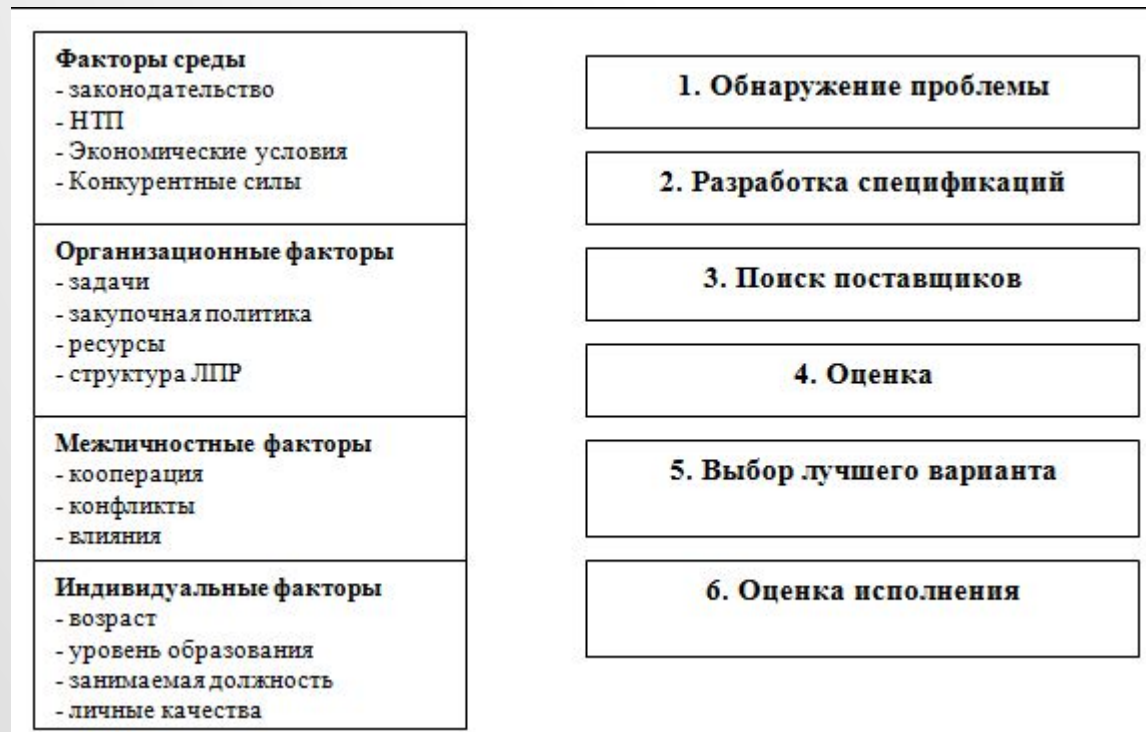 Факторы среды
- законодательство
- НТП
- Экономические условия
- Конкурентные силы
Организационные факторы
- задачи
- закупочная политика
- ресурсы
- структура ЛПР
Межличностные факторы
- кооперация
- конфликты
- влияния
Индивидуальные факторы
- возраст
- уровень образования
- занимаемая должность
- личные качества
1. Обнаружение проблемы
2. Разработка спецификаций
3. Поиск поставщиков
4. Оценка
5. Выбор лучшего варианта
6. Оценка исполнения